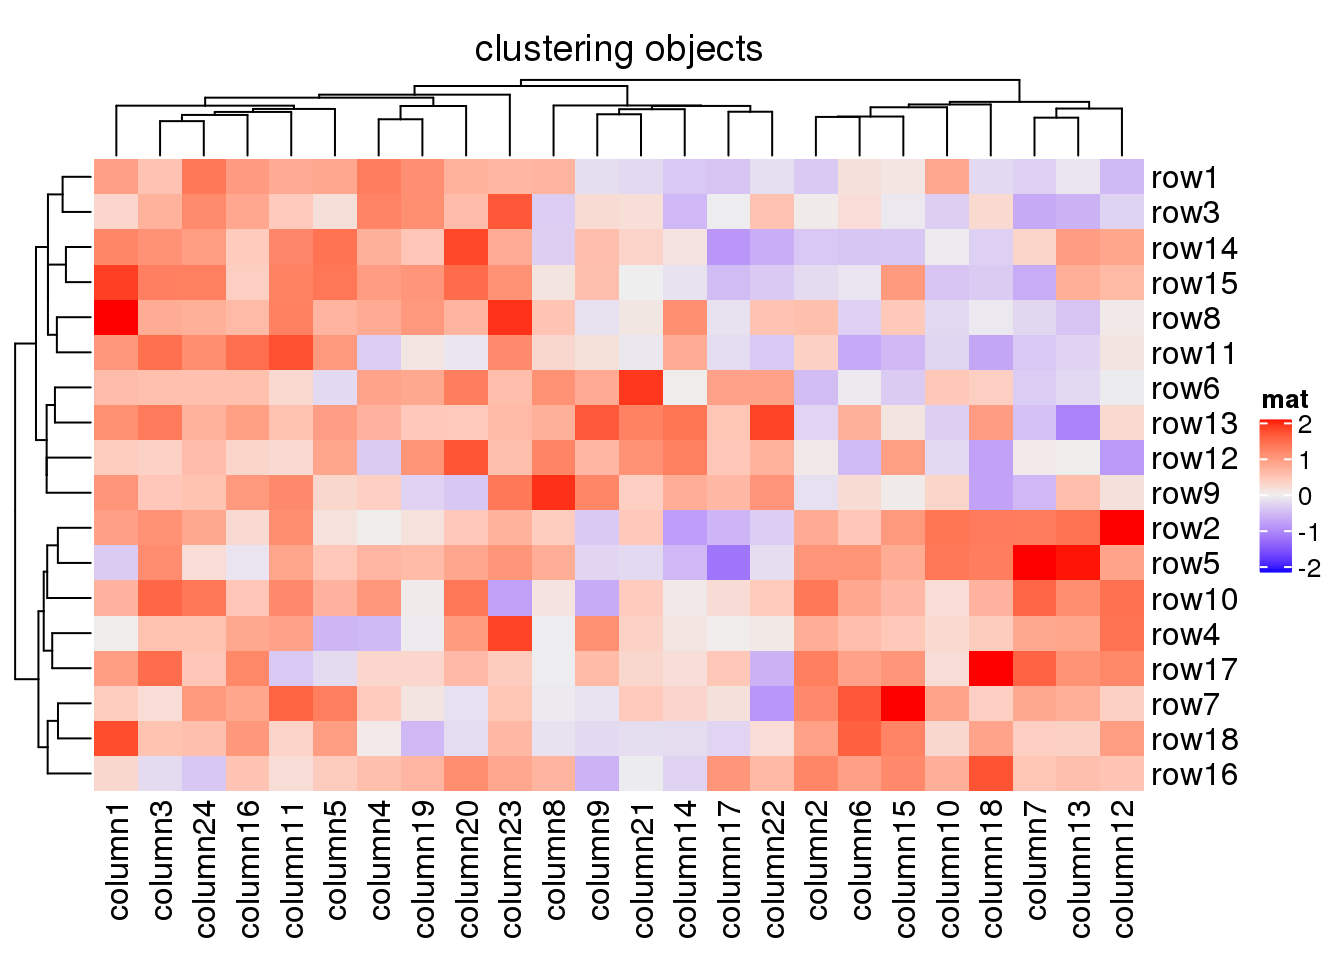 clustering objects
row1
row3
row14
row15
row8
row11
row6
row13
row12
row9
row2
row5
row10
row4
row17
row7
row18
row16
mat
2
1
0
-1
-2
column1
column3
column24
column16
column11
column5
column4
column19
column20
column23
column8
column9
column21
column14
column17
column22
column2
column6
column15
column10
column18
column7
column13
column12